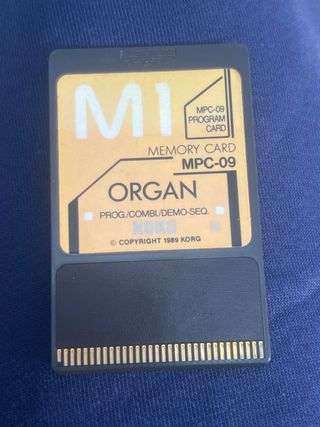 M1
MPC-09
PROGRAM
CARD
MEMORY CARD
MPC-09
ORGAN
PROG./COMBI/DEMO-SEQ.
KORG
© COPYRIGHT 1989 KORG